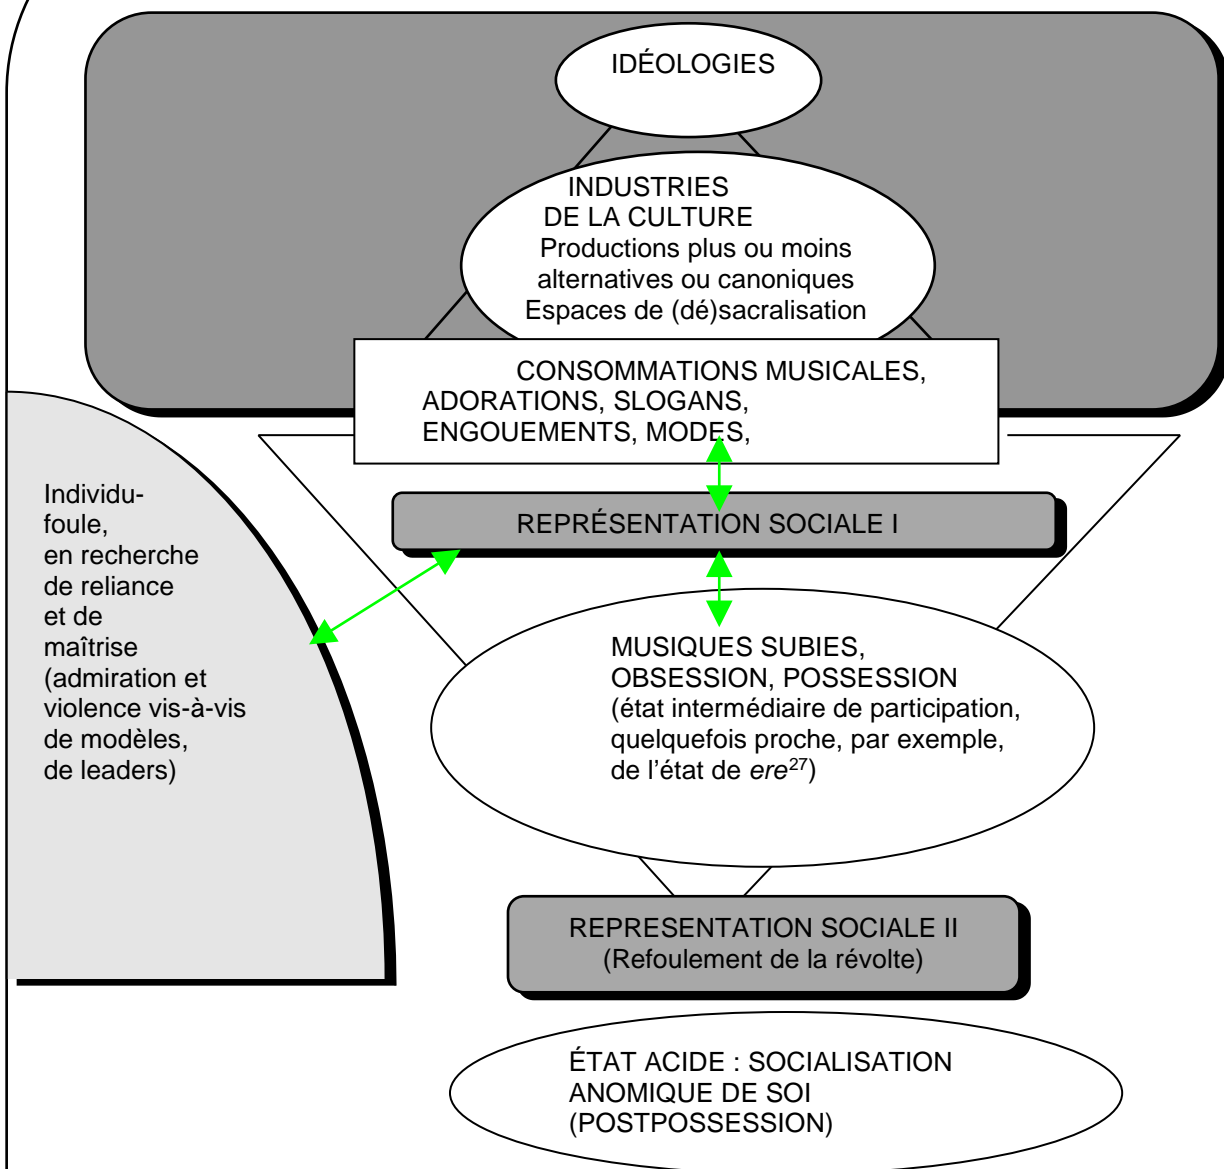 IDÉOLOGIES
INDUSTRIES
DE LA CULTURE
Productions plus ou moins
alternatives ou canoniques
Espaces de (dé)sacralisation
CONSOMMATIONS MUSICALES,
ADORATIONS, SLOGANS,
ENGOUEMENTS, MODES,
REPRÉSENTATION SOCIALE I
Individu-
foule,
en recherche
de reliance
et de
maîtrise
(admiration et
violence vis-à-vis
de modèles,
de leaders)
MUSIQUES SUBIES,
OBSESSION, POSSESSION
(état intermédiaire de participation,
quelquefois proche, par exemple,
de l'état de ere²⁷)
REPRESENTATION SOCIALE II
(Refoulement de la révolte)
ÉTAT ACIDE : SOCIALISATION
ANOMIQUE DE SOI
(POSTPOSSESSION)